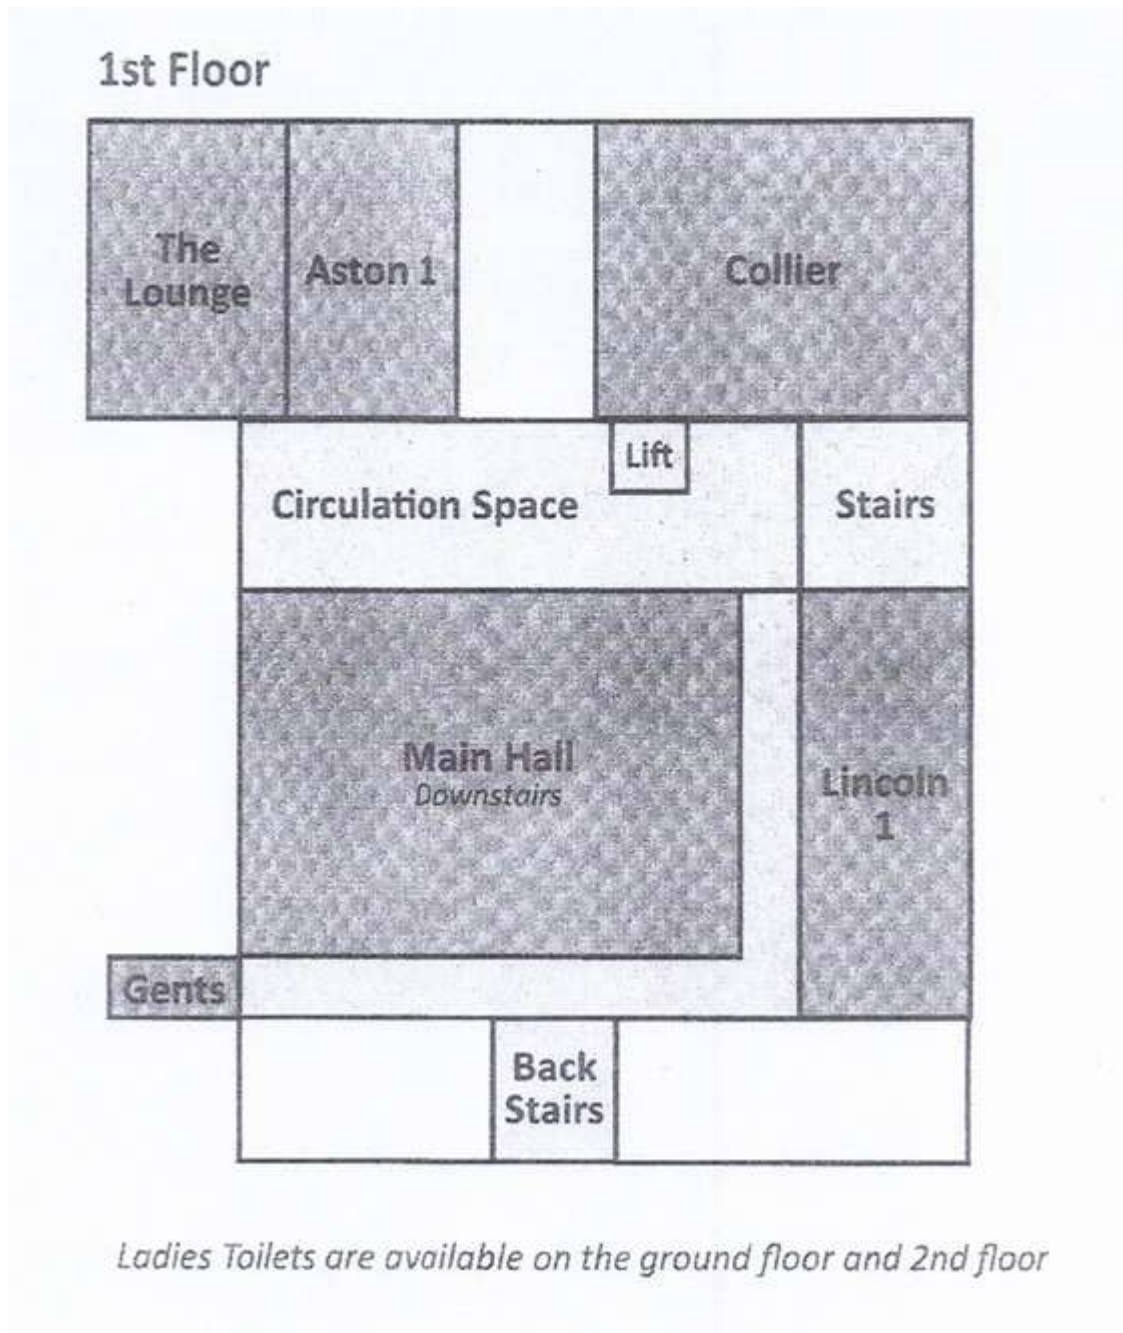 1st Floor
The
Lounge
Aston 1
Collier
Lift
Circulation Space
Stairs
Main Hall
Downstairs
Lincoln
1
Gents
Back
Stairs
Ladies Toilets are available on the ground floor and 2nd floor